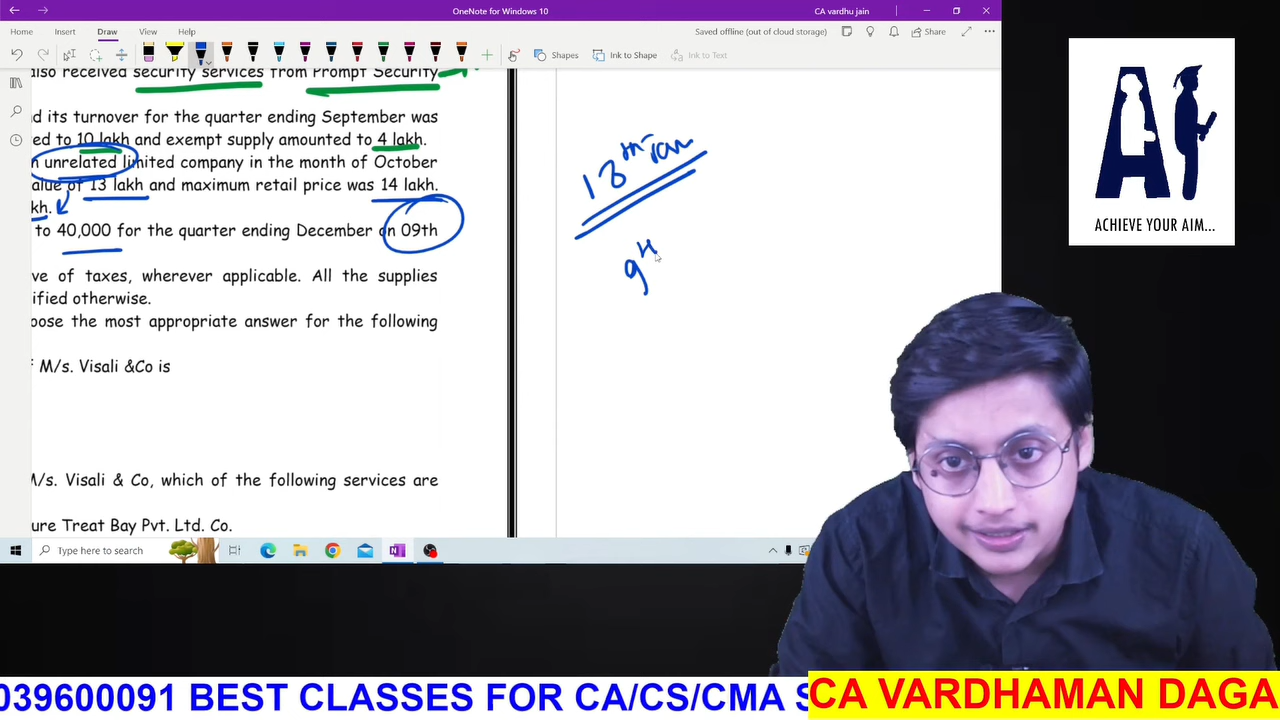 OneNote for Windows 10
CA vardhu jain
Home Insert Draw View Help
Saved offline (out of cloud storage)
Share
Shapes
Ink to Shape
Ink to Text
also received security services from Prompt Security
d its turnover for the quarter ending September was
ed to 10 lakh and exempt supply amounted to 4 lakh.
n unrelated limited company in the month of October
alue of 13 lakh and maximum retail price was 14 lakh.
kh.
to 40,000 for the quarter ending December on 09th
ve of taxes, wherever applicable. All the supplies
ified otherwise.
oose the most appropriate answer for the following
f M/s. Visali &Co is
M/s. Visali & Co, which of the following services are
ure Treat Bay Pvt. Ltd. Co.
18th Jan
9th
Type here to search
ACHIEVE YOUR AIM...
039600091 BEST CLASSES FOR CA/CS/CMA S
CA VARDHAMAN DAGA